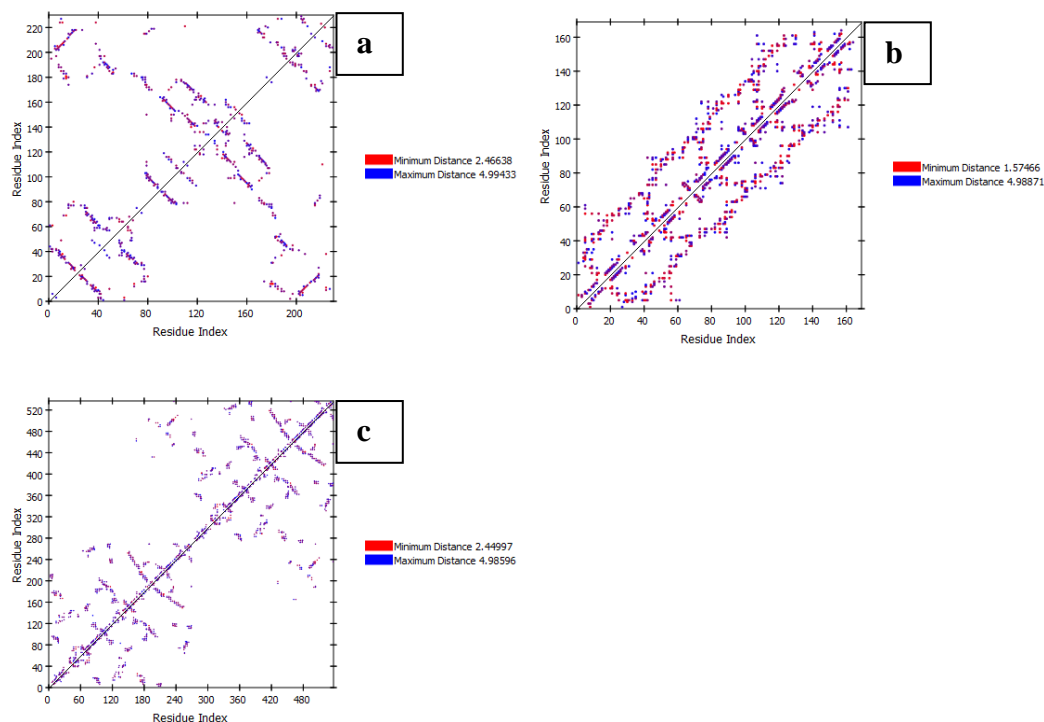 a
220
200
180
160
140
120
100
80
60
40
20
0
Residue Index
0 40 80 120 160 200
Residue Index
Minimum Distance 2.46638
Maximum Distance 4.99433
b
160
140
120
100
80
60
40
20
0
Residue Index
0 20 40 60 80 100 120 140 160
Residue Index
Minimum Distance 1.57466
Maximum Distance 4.98871
c
520
480
440
400
360
320
280
240
200
160
120
80
40
0
Residue Index
0 60 120 180 240 300 360 420 480
Residue Index
Minimum Distance 2.44997
Maximum Distance 4.98596